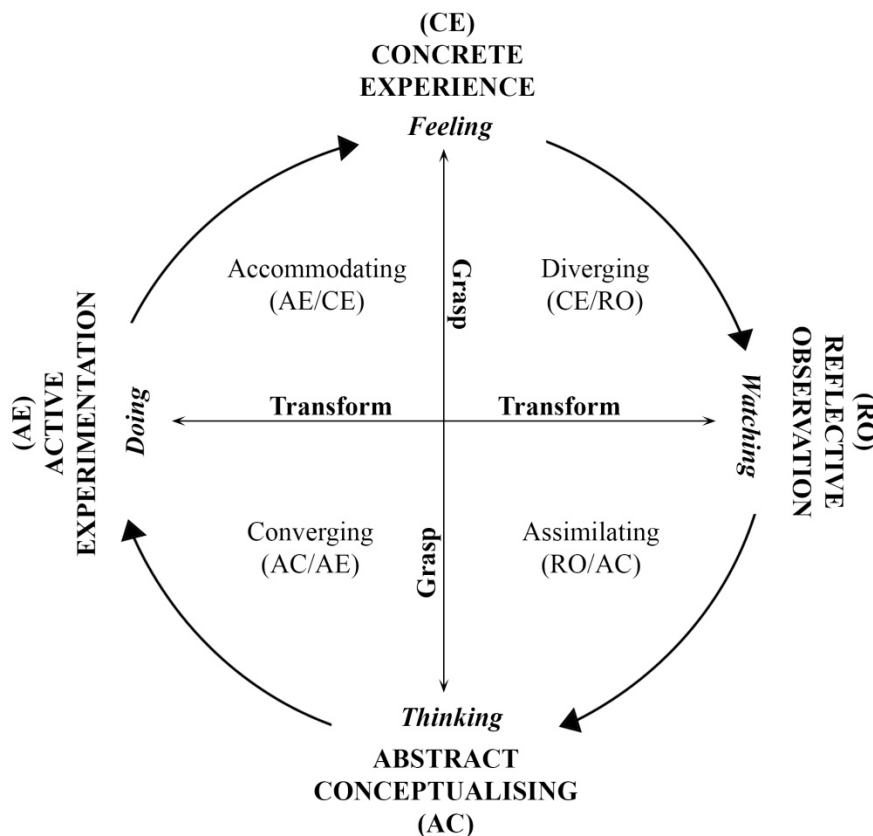 (CE)
CONCRETE
EXPERIENCE
Feeling
Accommodating
(AE/CE)
Grasp
Diverging
(CE/RO)
(AE)
ACTIVE
EXPERIMENTATION
Doing
Transform
Transform
Watching
REFLECTIVE
OBSERVATION
(RO)
Converging
(AC/AE)
Grasp
Assimilating
(RO/AC)
Thinking
ABSTRACT
CONCEPTUALISING
(AC)